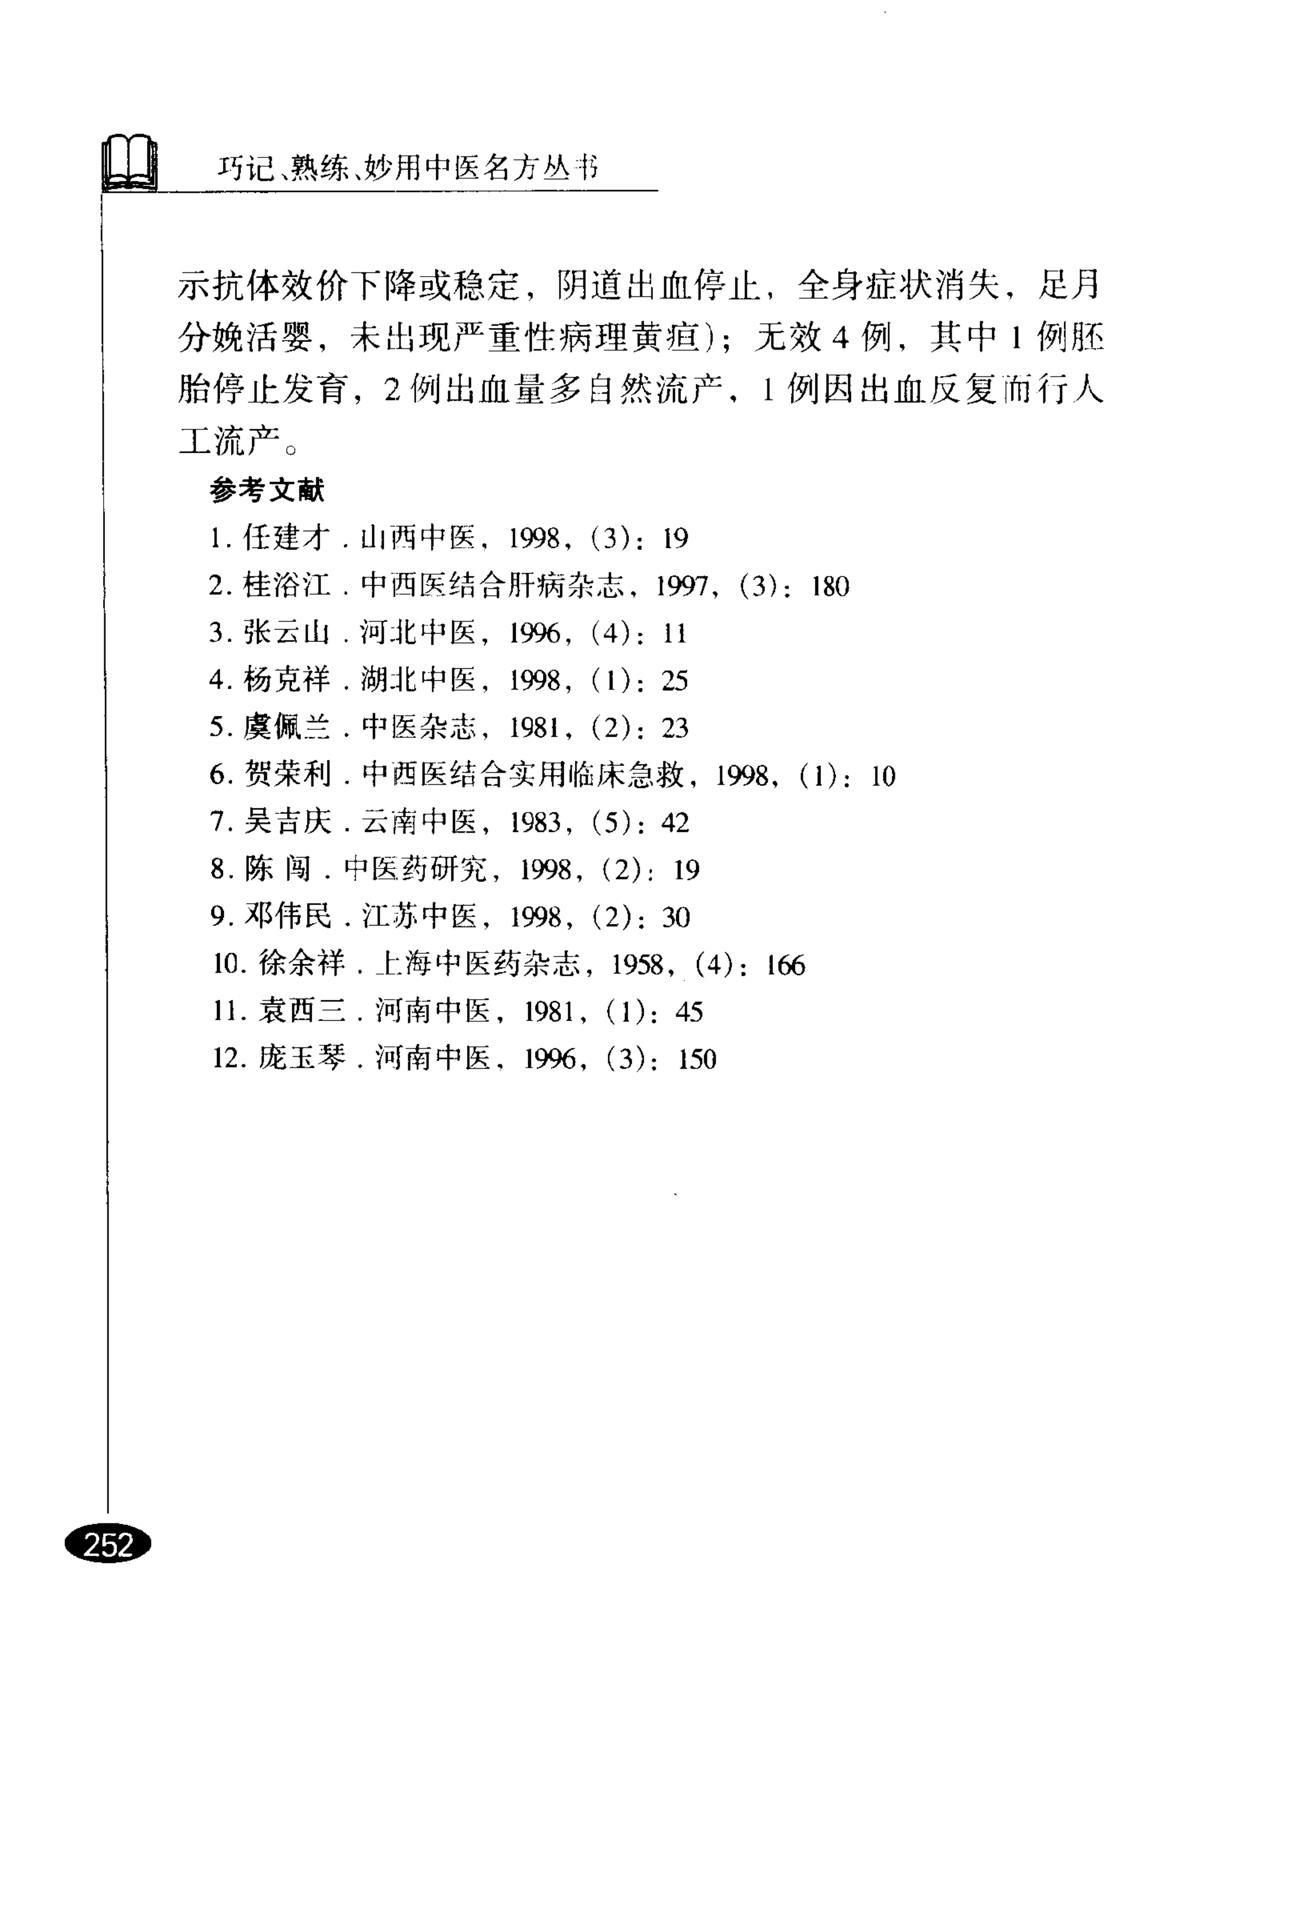 巧记、熟练、妙用中医名方丛书
示抗体效价下降或稳定，阴道出血停止，全身症状消失，足月
分娩活婴，未出现严重性病理黄疸）；无效 4 例，其中 1 例胚
胎停止发育，2 例出血量多自然流产，1 例因出血反复而行人
工流产。
参考文献
1. 任建才．山西中医，1998，（3）：19
2. 桂浴江．中西医结合肝病杂志，1997，（3）：180
3. 张云山．河北中医，1996，（4）：11
4. 杨克祥．湖北中医，1998，（1）：25
5. 虞佩兰．中医杂志，1981，（2）：23
6. 贺荣利．中西医结合实用临床急救，1998，（1）：10
7. 吴吉庆．云南中医，1983，（5）：42
8. 陈 闯．中医药研究，1998，（2）：19
9. 邓伟民．江苏中医，1998，（2）：30
10. 徐余祥．上海中医药杂志，1958，（4）：166
11. 袁西三．河南中医，1981，（1）：45
12. 庞玉琴．河南中医，1996，（3）：150
252